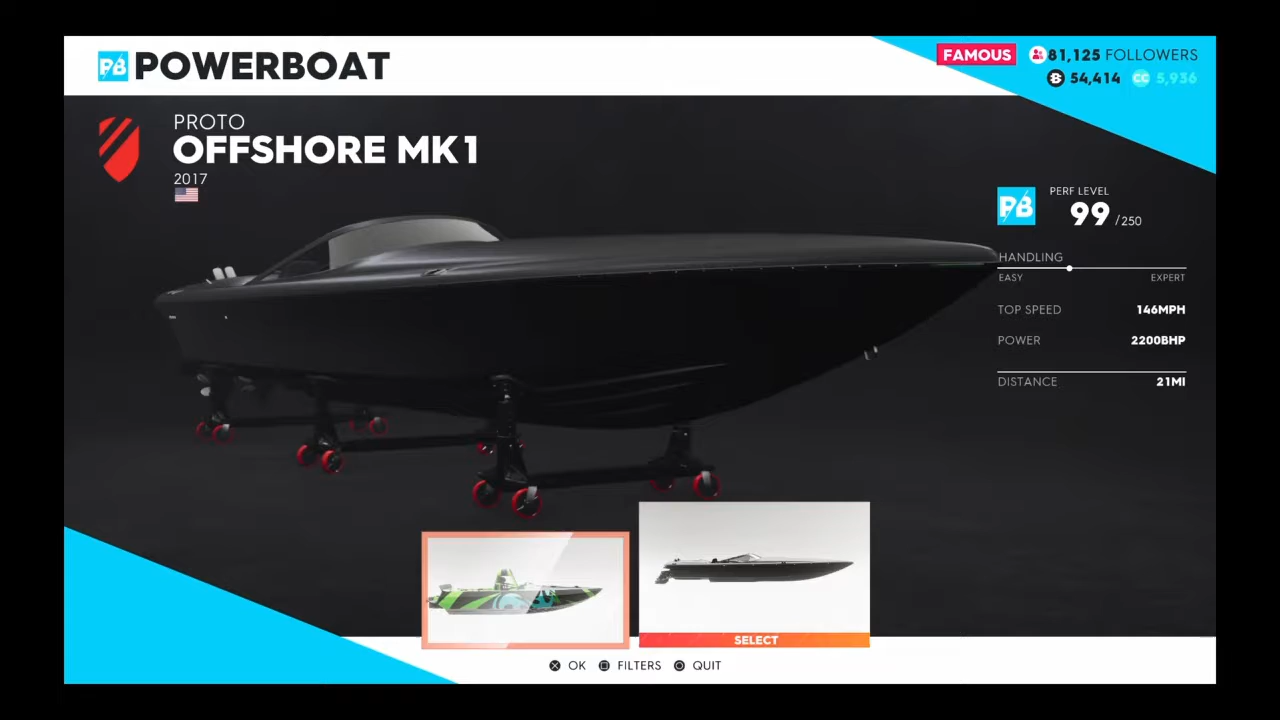 PB POWERBOAT
FAMOUS 81,125 FOLLOWERS
54,414 CC 5,936
PROTO
OFFSHORE MK1
2017
PB PERF LEVEL
99 /250
HANDLING
EASY EXPERT
TOP SPEED 146MPH
POWER 2200BHP
DISTANCE 21MI
SELECT
OK FILTERS QUIT